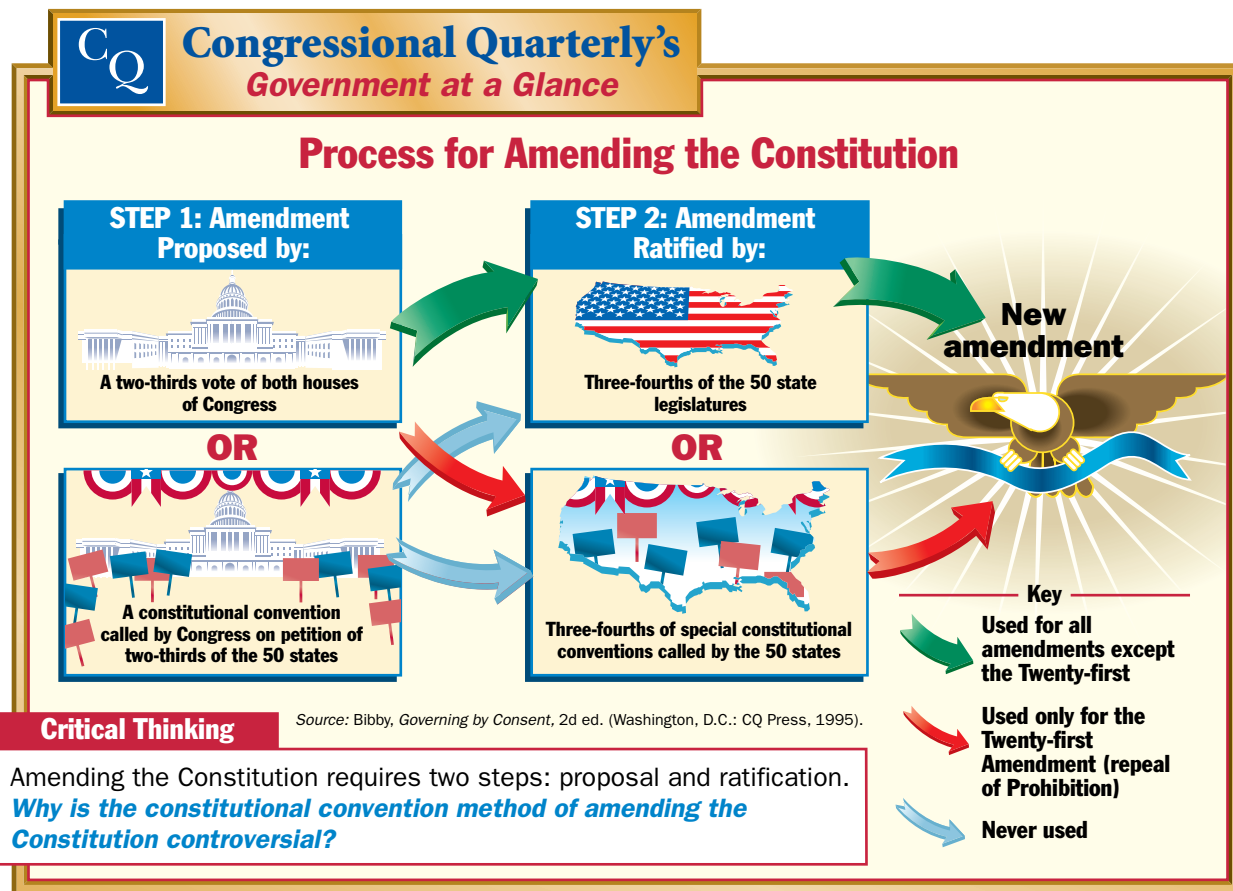 CQ
Congressional Quarterly's
Government at a Glance
Process for Amending the Constitution
STEP 1: Amendment
Proposed by:
A two-thirds vote of both houses
of Congress
OR
A constitutional convention
called by Congress on petition of
two-thirds of the 50 states
STEP 2: Amendment
Ratified by:
Three-fourths of the 50 state
legislatures
OR
Three-fourths of special constitutional
conventions called by the 50 states
New
amendment
Key
Used for all
amendments except
the Twenty-first
Used only for the
Twenty-first
Amendment (repeal
of Prohibition)
Never used
Source: Bibby, Governing by Consent, 2d ed. (Washington, D.C.: CQ Press, 1995).
Critical Thinking
Amending the Constitution requires two steps: proposal and ratification.
Why is the constitutional convention method of amending the
Constitution controversial?